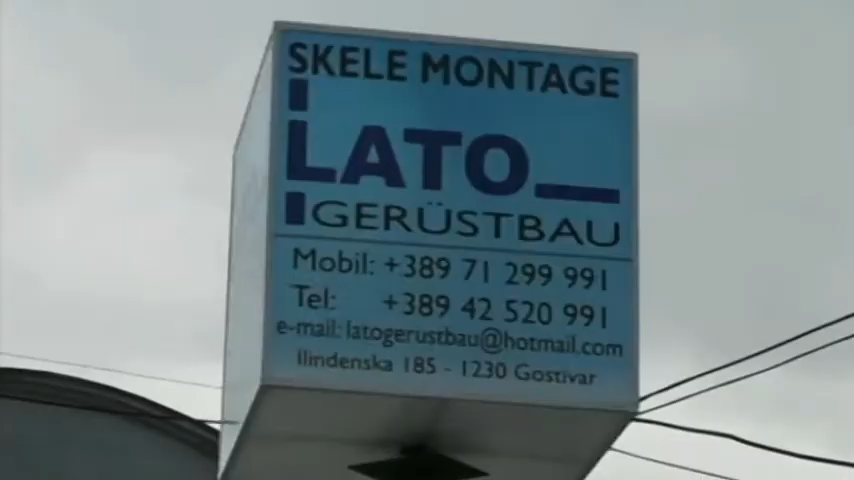 SKELE MONTAGE
LATO
GERÜSTBAU
Mobil: +389 71 299 991
Tel: +389 42 520 991
e-mail: latogerustbau@hotmail.com
Ilindenska 185 - 1230 Gostivar